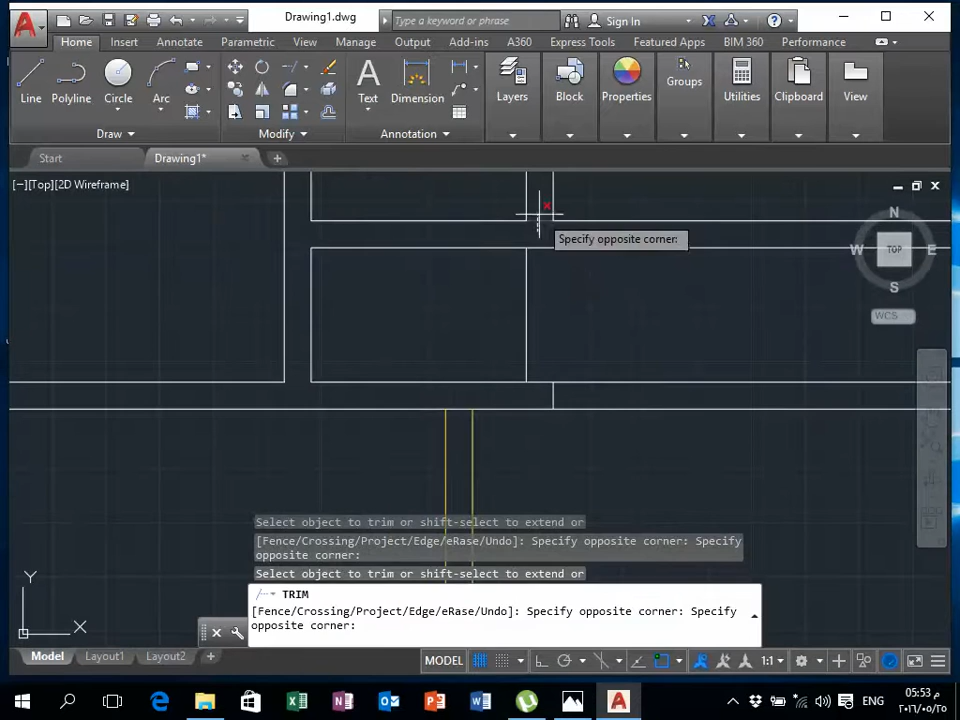 Drawing1.dwg
Type a keyword or phrase
Sign In
Home Insert Annotate Parametric View Manage Output Add-ins A360 Express Tools Featured Apps BIM 360 Performance
Line Polyline Circle Arc Text Dimension Layers Block Properties Groups Utilities Clipboard View
Draw Modify Annotation
Start Drawing1*
[−][Top][2D Wireframe]
N
W TOP E
S
WCS
Specify opposite corner:
Select object to trim or shift-select to extend or
[Fence/Crossing/Project/Edge/eRase/Undo]: Specify opposite corner: Specify
opposite corner:
Select object to trim or shift-select to extend or
TRIM
[Fence/Crossing/Project/Edge/eRase/Undo]: Specify opposite corner: Specify
opposite corner:
Y
X
Model Layout1 Layout2
MODEL 1:1
ENG
05:53 م
٢٠١٦/٠٥/٢٥